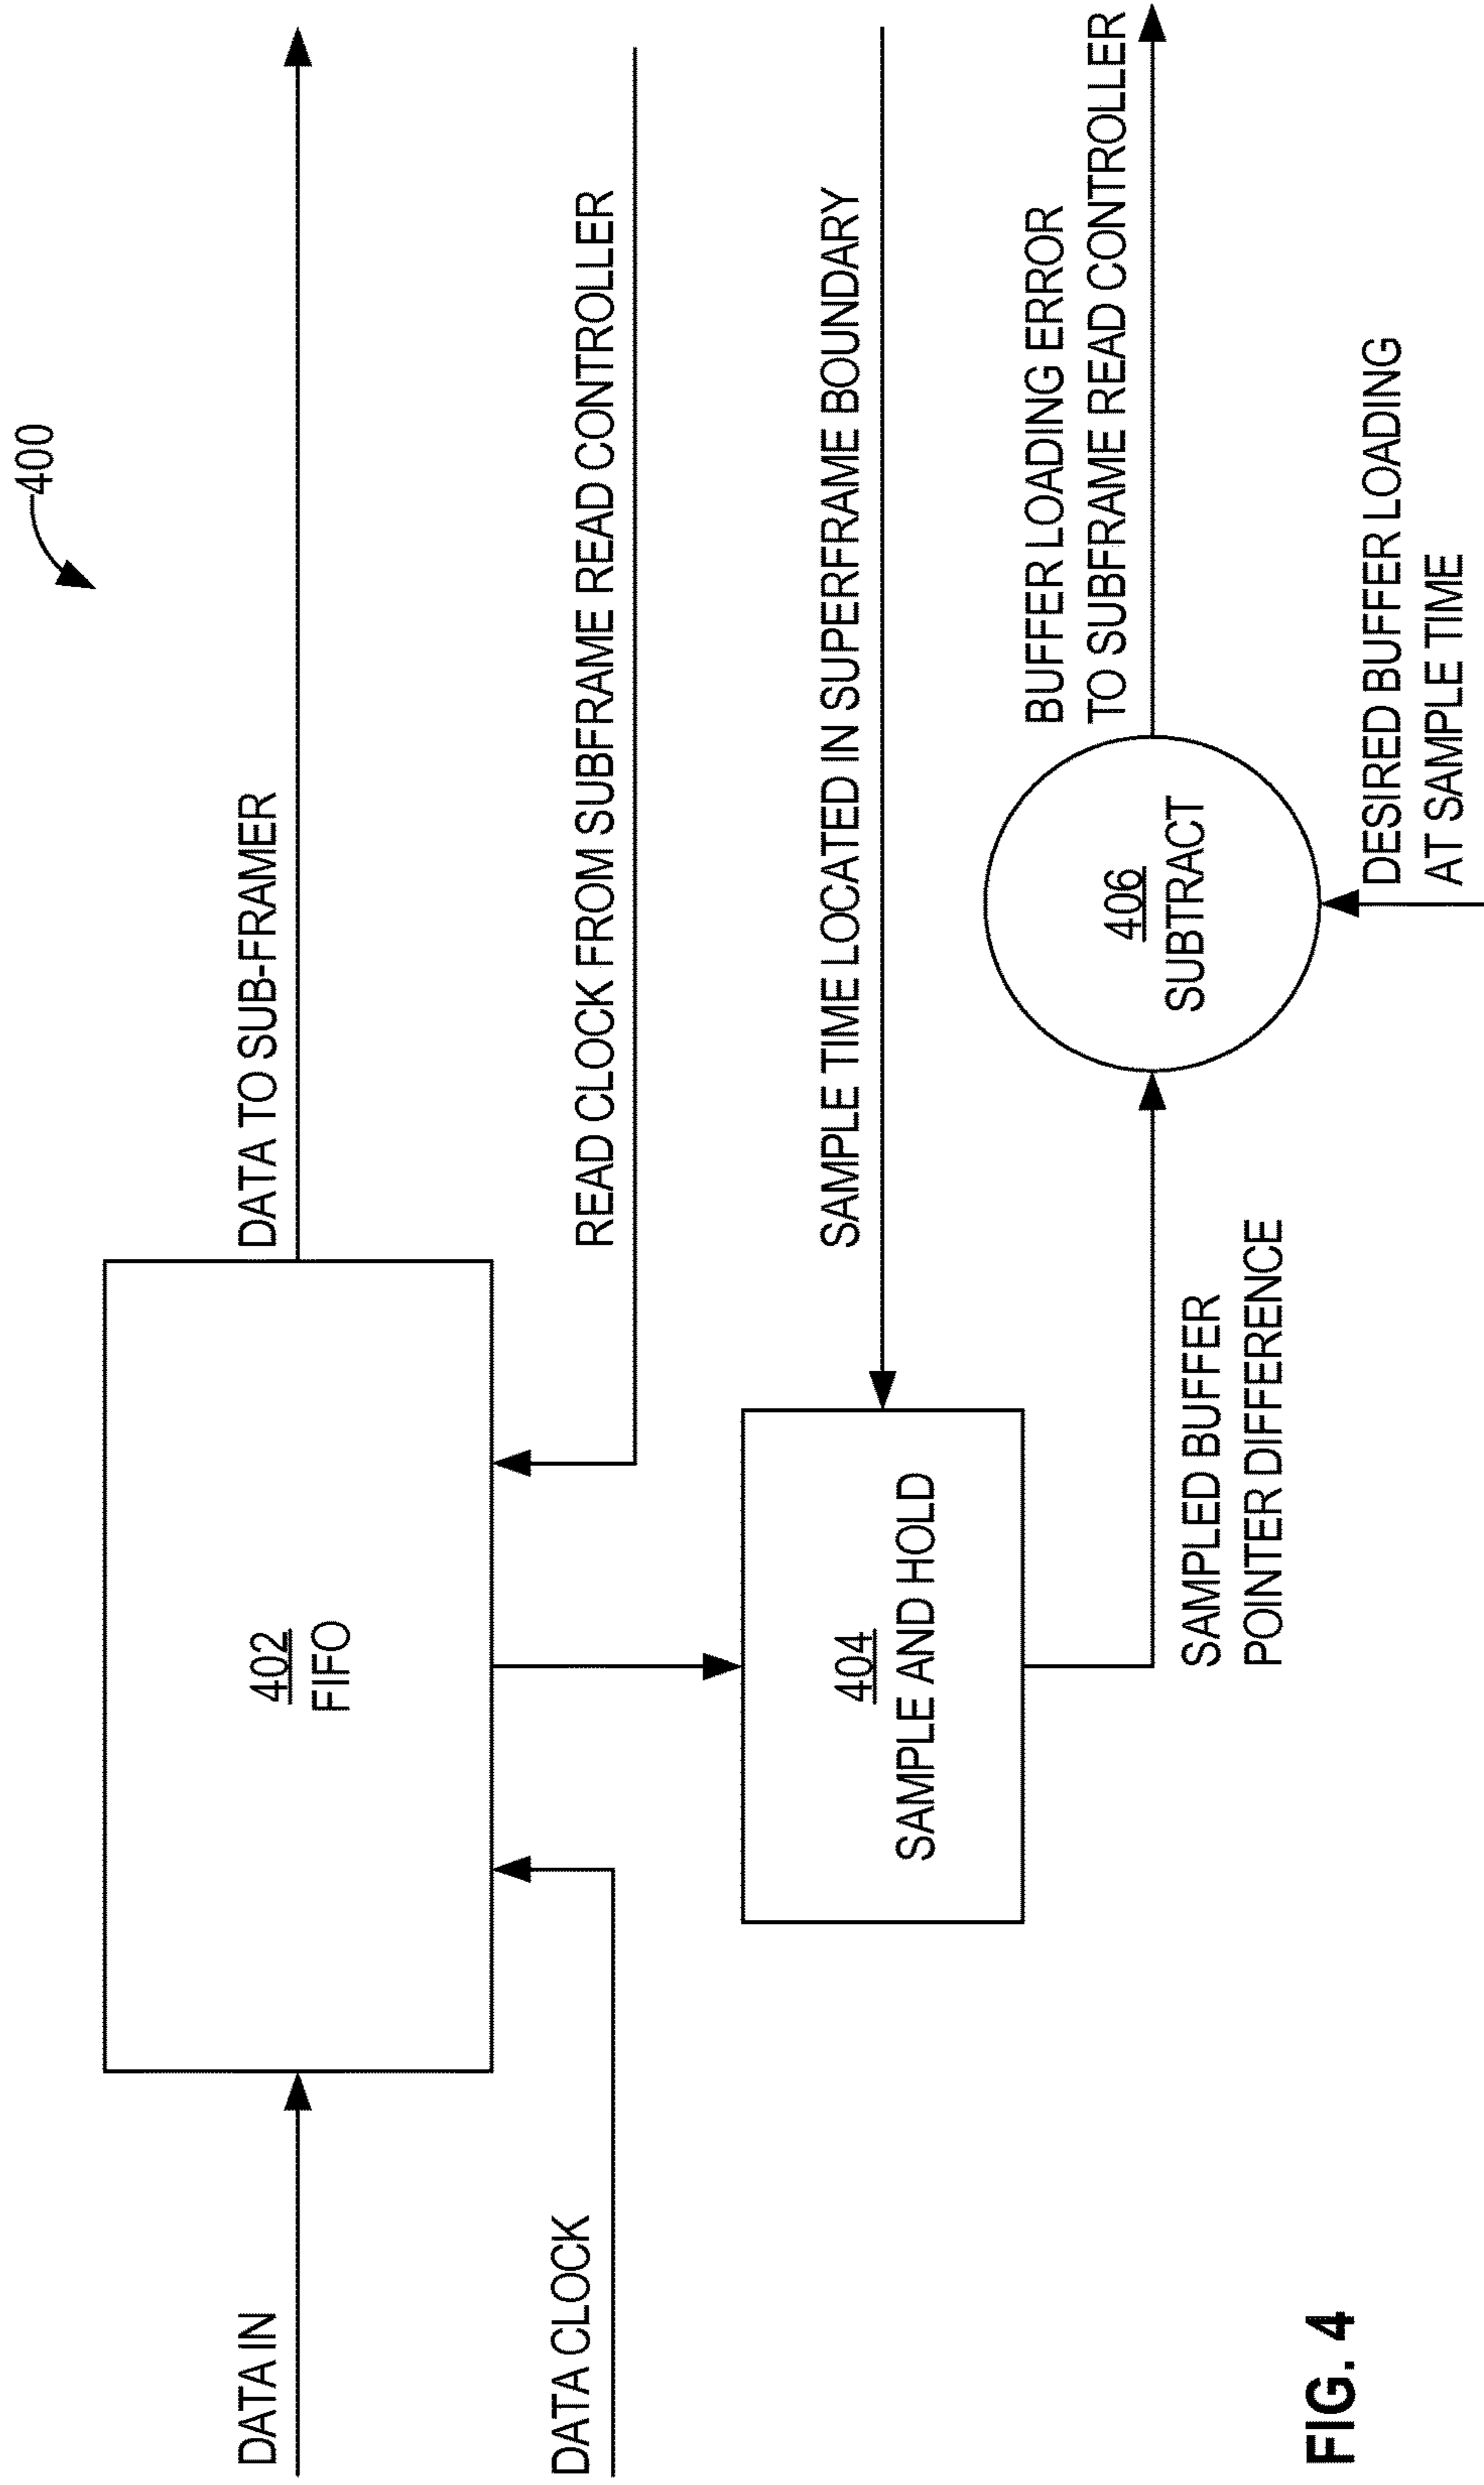 400
DATA IN
402
FIFO
DATA TO SUB-FRAMER
DATA CLOCK
READ CLOCK FROM SUBFRAME READ CONTROLLER
404
SAMPLE AND HOLD
SAMPLE TIME LOCATED IN SUPERFRAME BOUNDARY
SAMPLED BUFFER
POINTER DIFFERENCE
406
SUBTRACT
BUFFER LOADING ERROR
TO SUBFRAME READ CONTROLLER
DESIRED BUFFER LOADING
AT SAMPLE TIME
FIG. 4